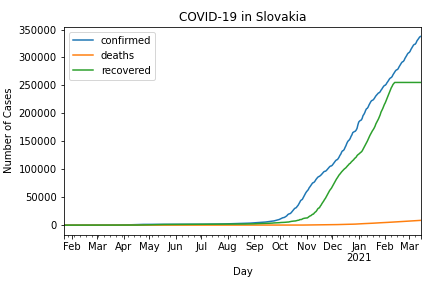 COVID-19 in Slovakia
confirmed
deaths
recovered
Number of Cases
350000
300000
250000
200000
150000
100000
50000
0
Feb Mar Apr May Jun Jul Aug Sep Oct Nov Dec Jan Feb Mar
2021
Day